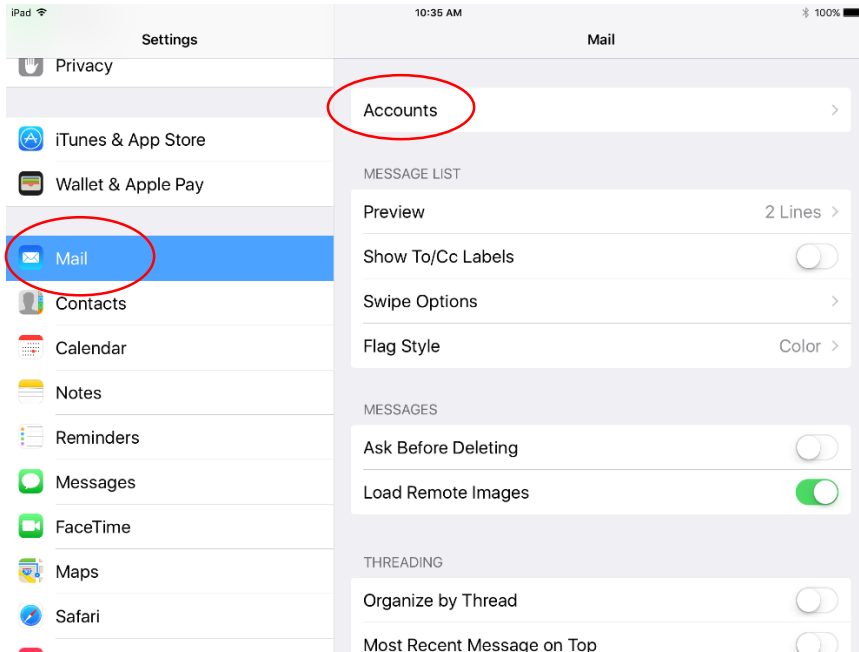 iPad 10:35 AM 100%
Settings
Privacy
iTunes & App Store
Wallet & Apple Pay
Mail
Contacts
Calendar
Notes
Reminders
Messages
FaceTime
Maps
Safari
Mail
Accounts
MESSAGE LIST
Preview 2 Lines
Show To/Cc Labels
Swipe Options
Flag Style Color
MESSAGES
Ask Before Deleting
Load Remote Images
THREADING
Organize by Thread
Most Recent Message on Top